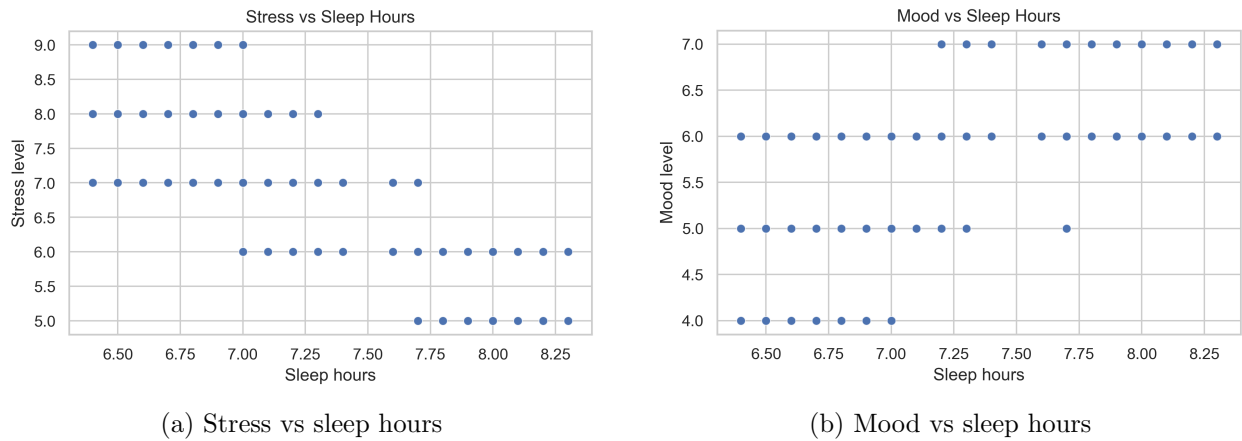 Stress vs Sleep Hours
9.0
8.5
8.0
7.5
7.0
6.5
6.0
5.5
5.0
Stress level
6.50 6.75 7.00 7.25 7.50 7.75 8.00 8.25
Sleep hours
(a) Stress vs sleep hours
Mood vs Sleep Hours
7.0
6.5
6.0
5.5
5.0
4.5
4.0
Mood level
6.50 6.75 7.00 7.25 7.50 7.75 8.00 8.25
Sleep hours
(b) Mood vs sleep hours